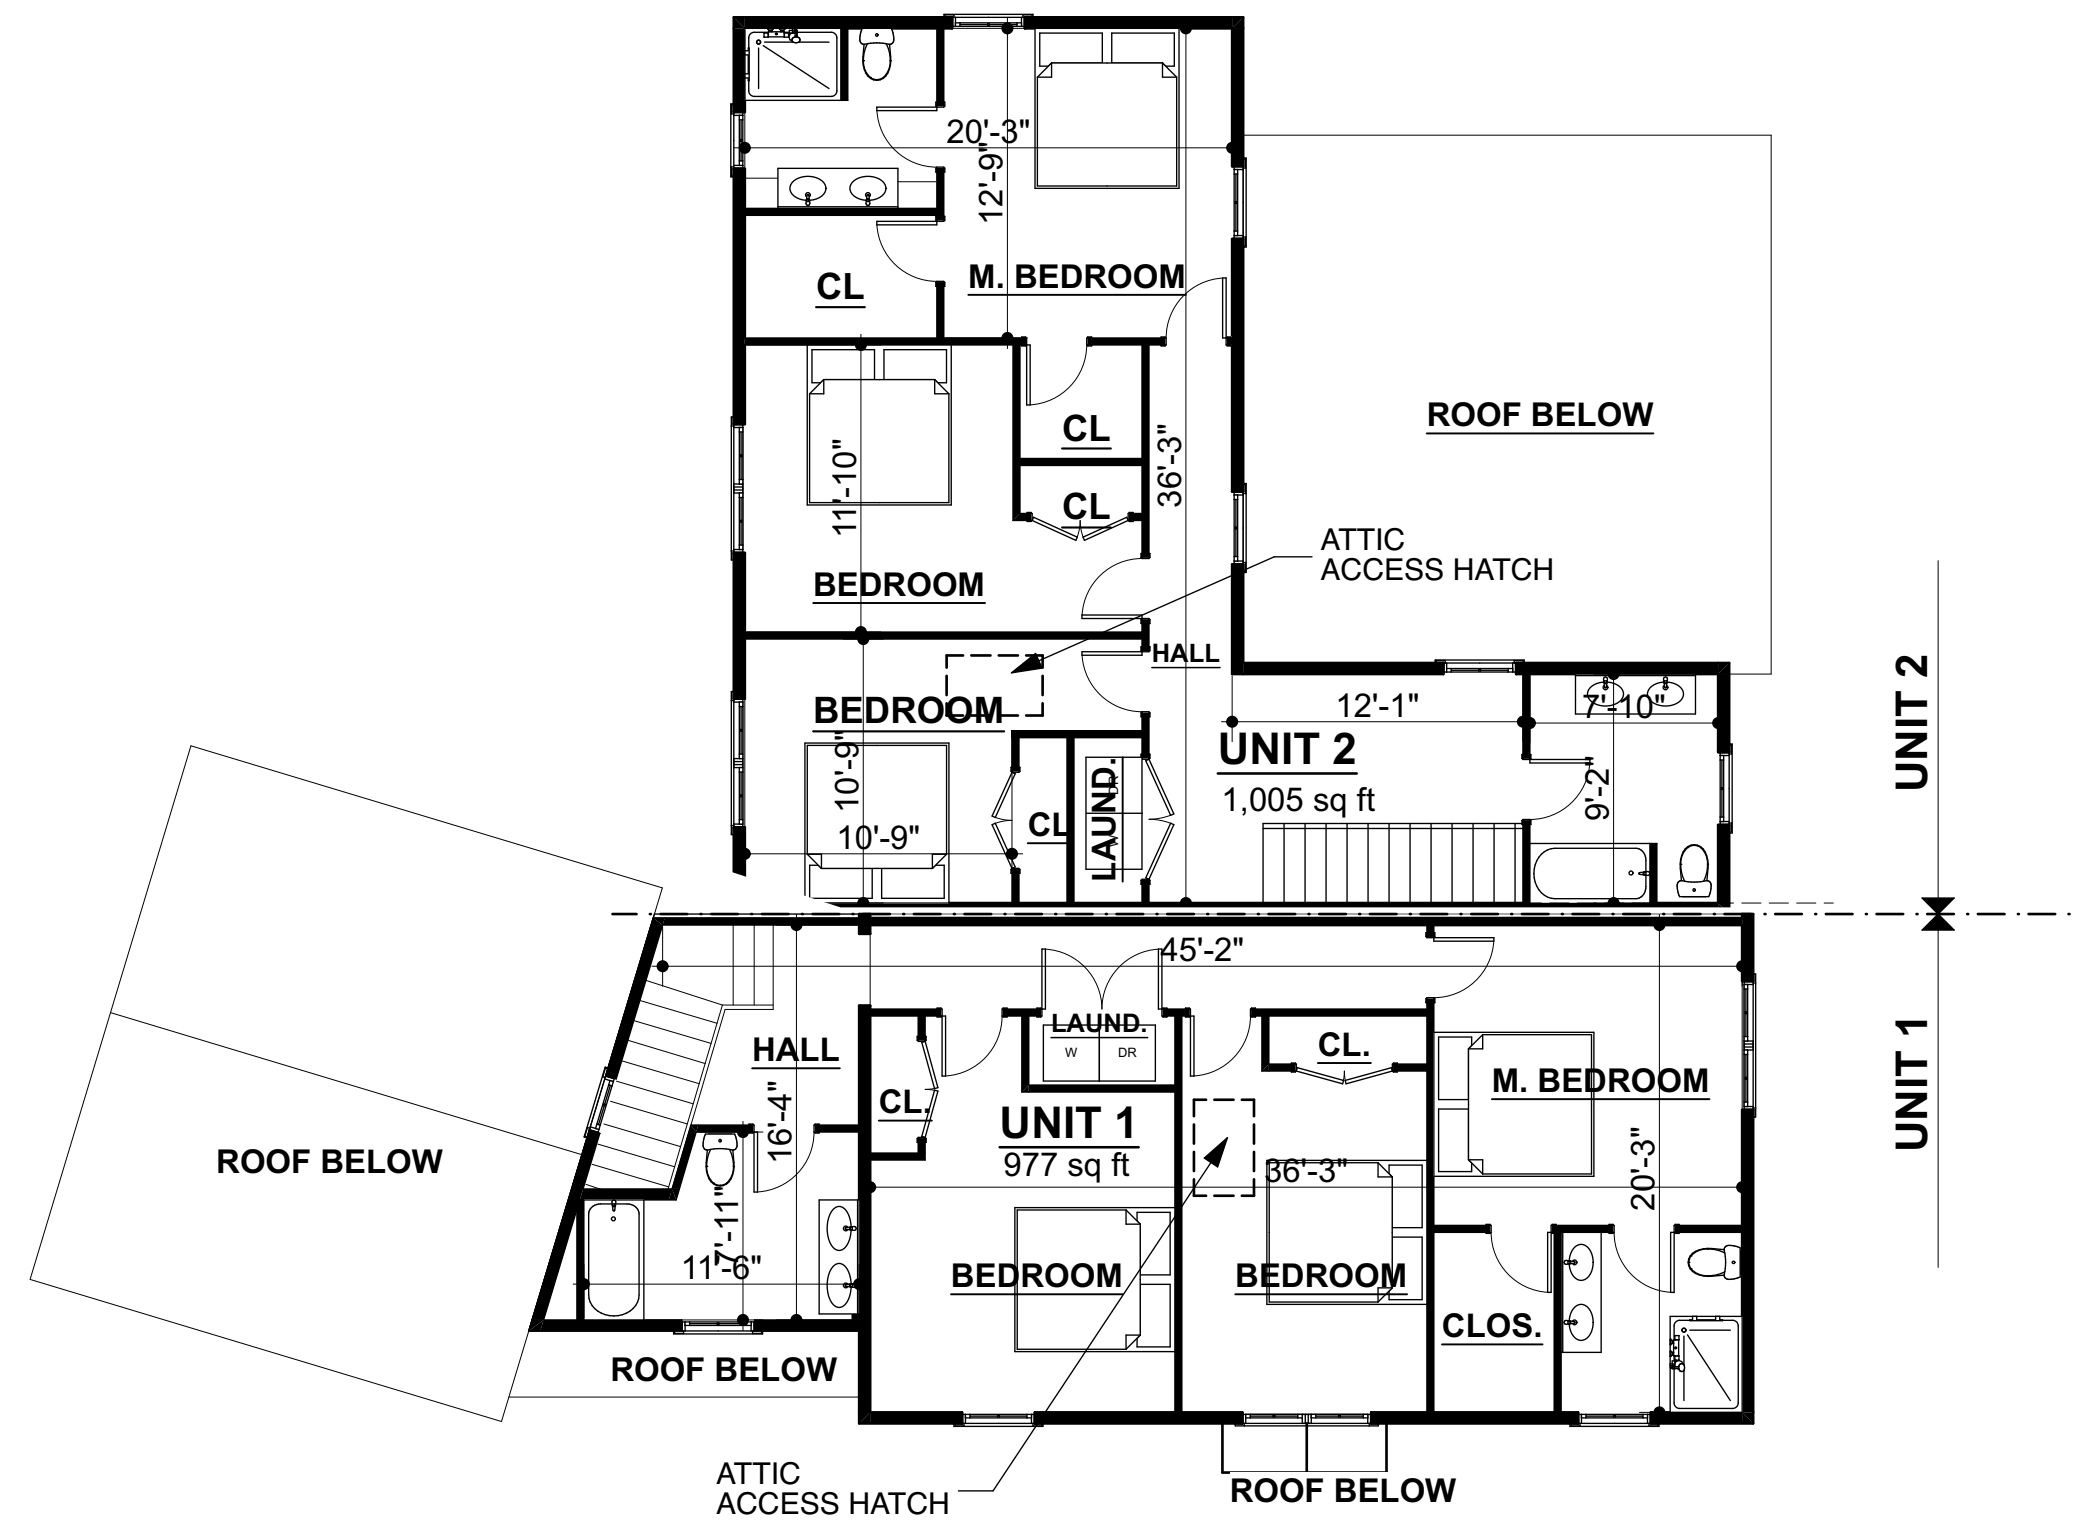 20'-3"
12'-9"
CL
M. BEDROOM
ROOF BELOW
CL
36'-3"
11'-10"
CL
ATTIC
ACCESS HATCH
BEDROOM
HALL
UNIT 2
BEDROOM
12'-1"
7'-10"
UNIT 2
10'-9"
LAUND.
DR
W
9'-2"
1,005 sq ft
10'-9"
CL
45'-2"
LAUND.
W
DR
HALL
CL.
UNIT 1
M. BEDROOM
CL.
UNIT 1
16'-4"
ROOF BELOW
977 sq ft
36'-3"
20'-3"
7'-11"
11'-6"
BEDROOM
BEDROOM
CLOS.
ROOF BELOW
ATTIC
ACCESS HATCH
ROOF BELOW